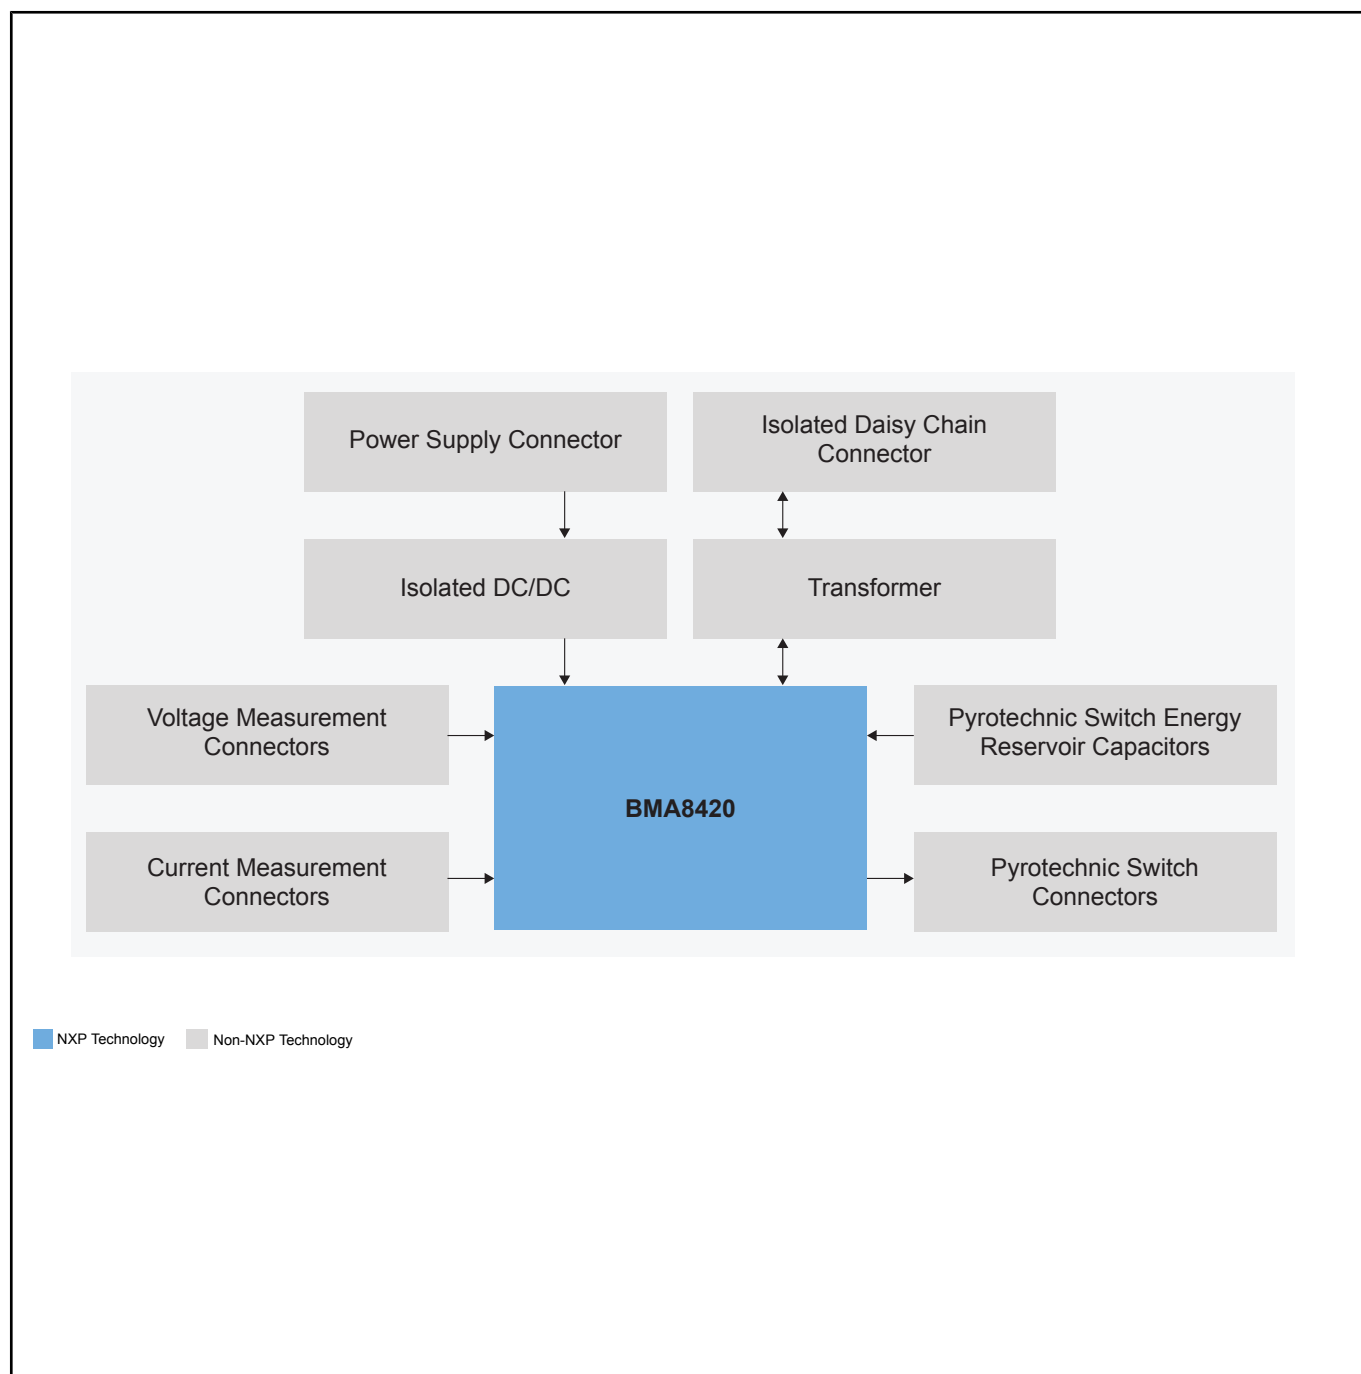 Power Supply Connector
Isolated Daisy Chain
Connector
Isolated DC/DC
Transformer
Voltage Measurement
Connectors
Pyrotechnic Switch Energy
Reservoir Capacitors
BMA8420
Current Measurement
Connectors
Pyrotechnic Switch
Connectors
NXP Technology
Non-NXP Technology